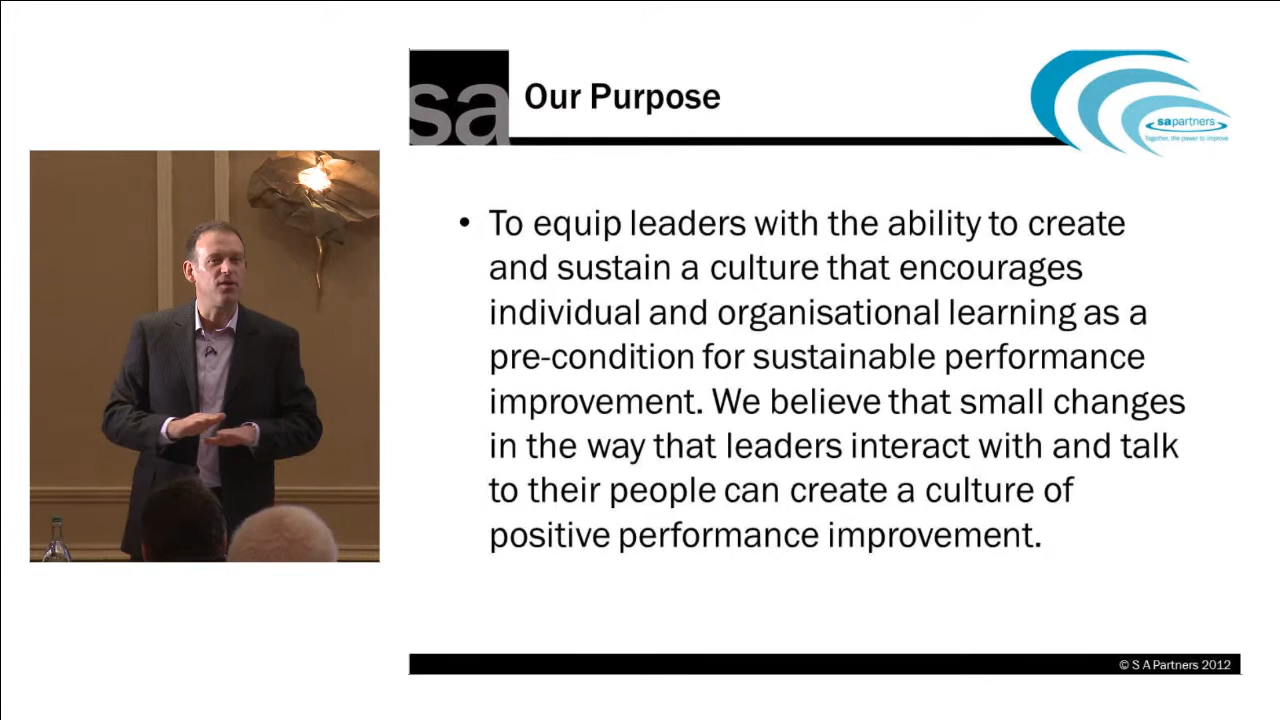 sa
Our Purpose
sapartners
Together, the power to improve
• To equip leaders with the ability to create
and sustain a culture that encourages
individual and organisational learning as a
pre-condition for sustainable performance
improvement. We believe that small changes
in the way that leaders interact with and talk
to their people can create a culture of
positive performance improvement.
© S A Partners 2012